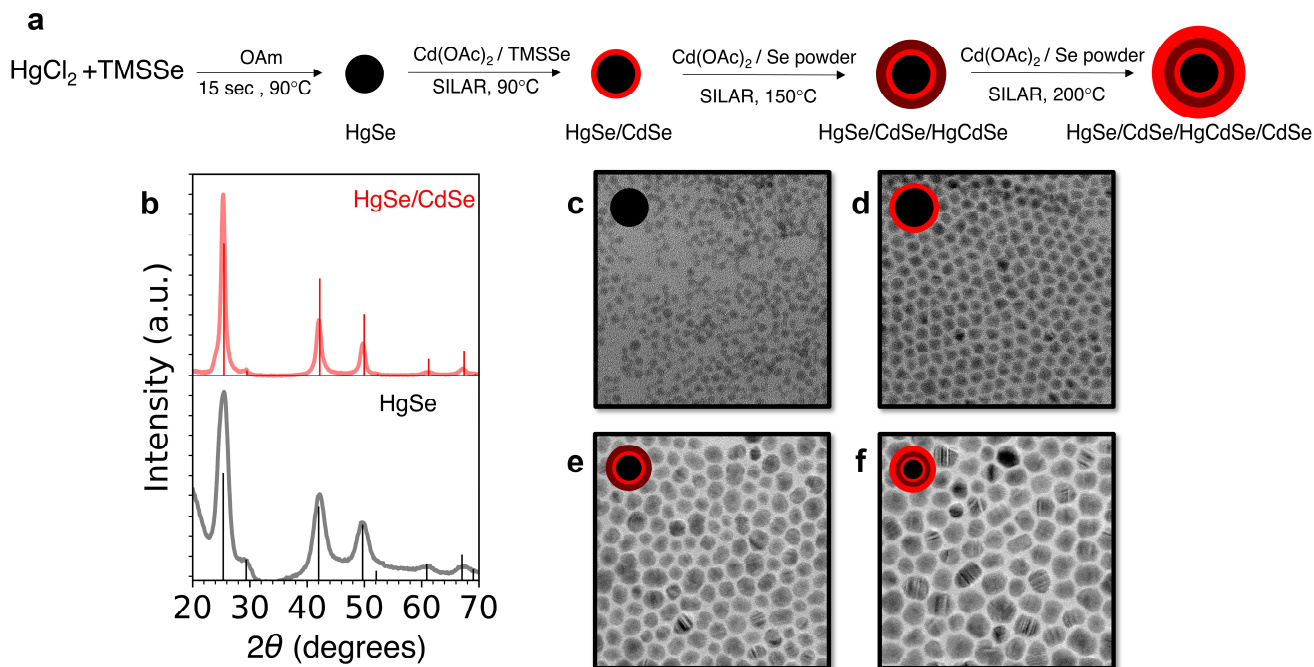 a
HgCl2 +TMSSe
OAm
15 sec , 90°C
HgSe
Cd(OAc)2 / TMSSe
SILAR, 90°C
HgSe/CdSe
Cd(OAc)2 / Se powder
SILAR, 150°C
HgSe/CdSe/HgCdSe
Cd(OAc)2 / Se powder
SILAR, 200°C
HgSe/CdSe/HgCdSe/CdSe
b
HgSe/CdSe
HgSe
Intensity (a.u.)
20 30 40 50 60 70
2θ (degrees)
c
d
e
f